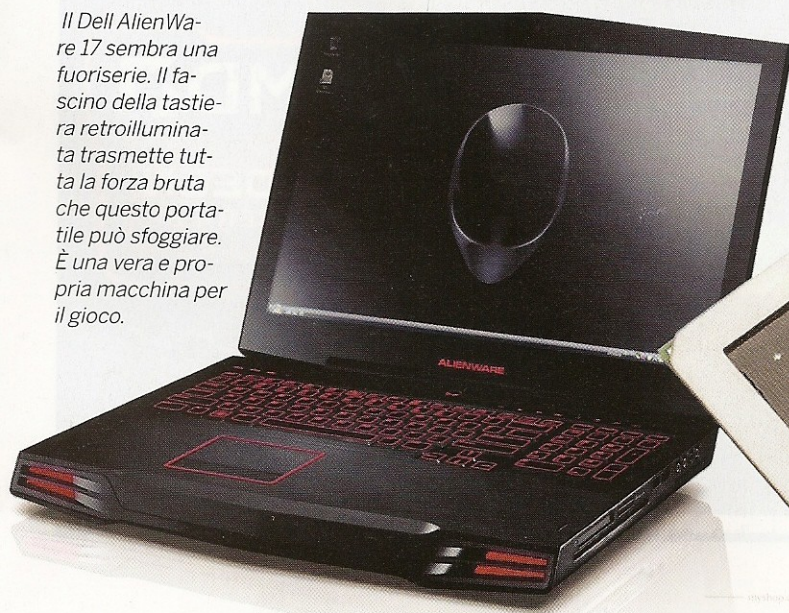 Il Dell AlienWa-
re 17 sembra una
fuoriserie. Il fa-
scino della tastie-
ra retroillumina-
ta trasmette tut-
ta la forza bruta
che questo porta-
tile può sfoggiare.
È una vera e pro-
pria macchina per
il gioco.
ALIENWARE